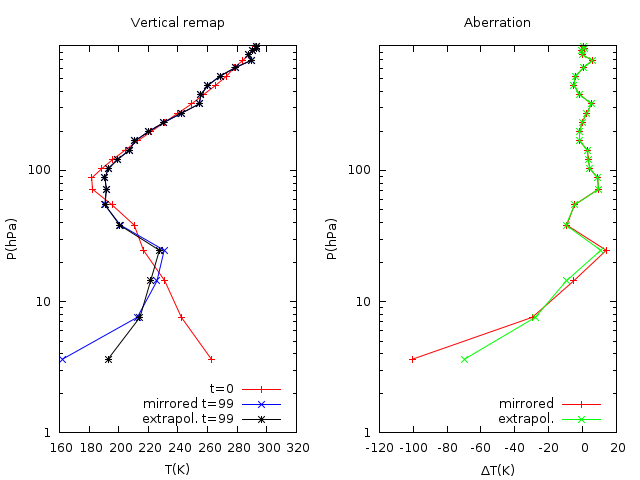 Vertical remap
P(hPa)
100
10
1
t=0
mirrored t=99
extrapol. t=99
160 180 200 220 240 260 280 300 320
T(K)
Aberration
P(hPa)
100
10
1
mirrored
extrapol.
-120 -100 -80 -60 -40 -20 0 20
ΔT(K)